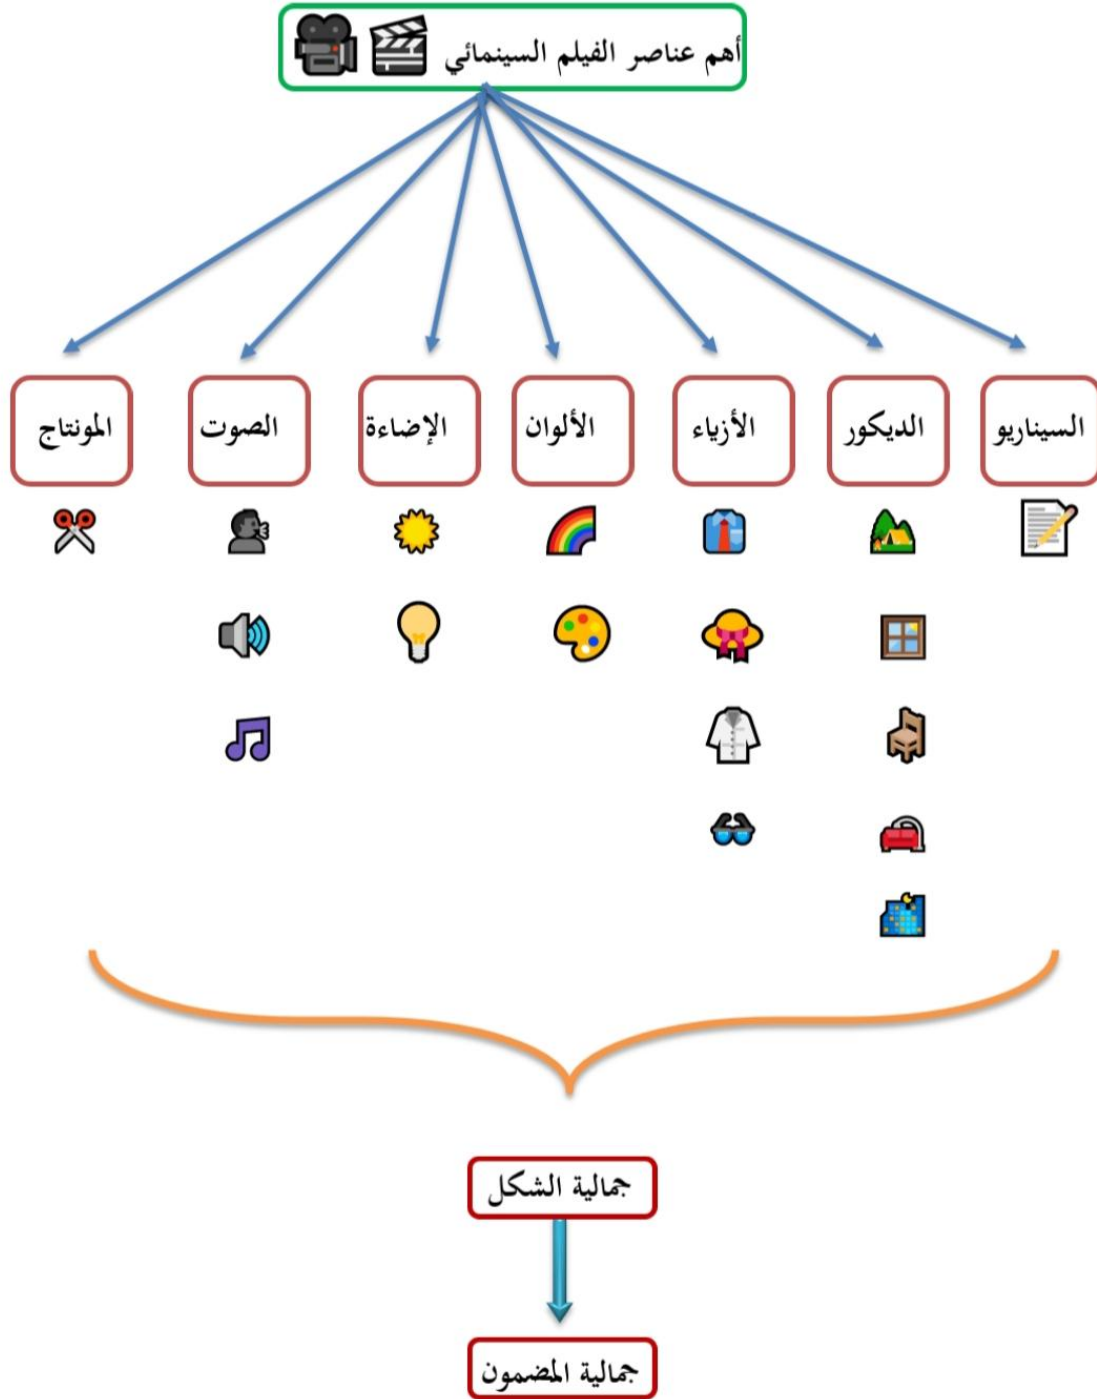 أهم عناصر الفيلم السينمائي
السيناريو
الديكور
الأزياء
الألوان
الإضاءة
الصوت
المونتاج
جمالية الشكل
جمالية المضمون